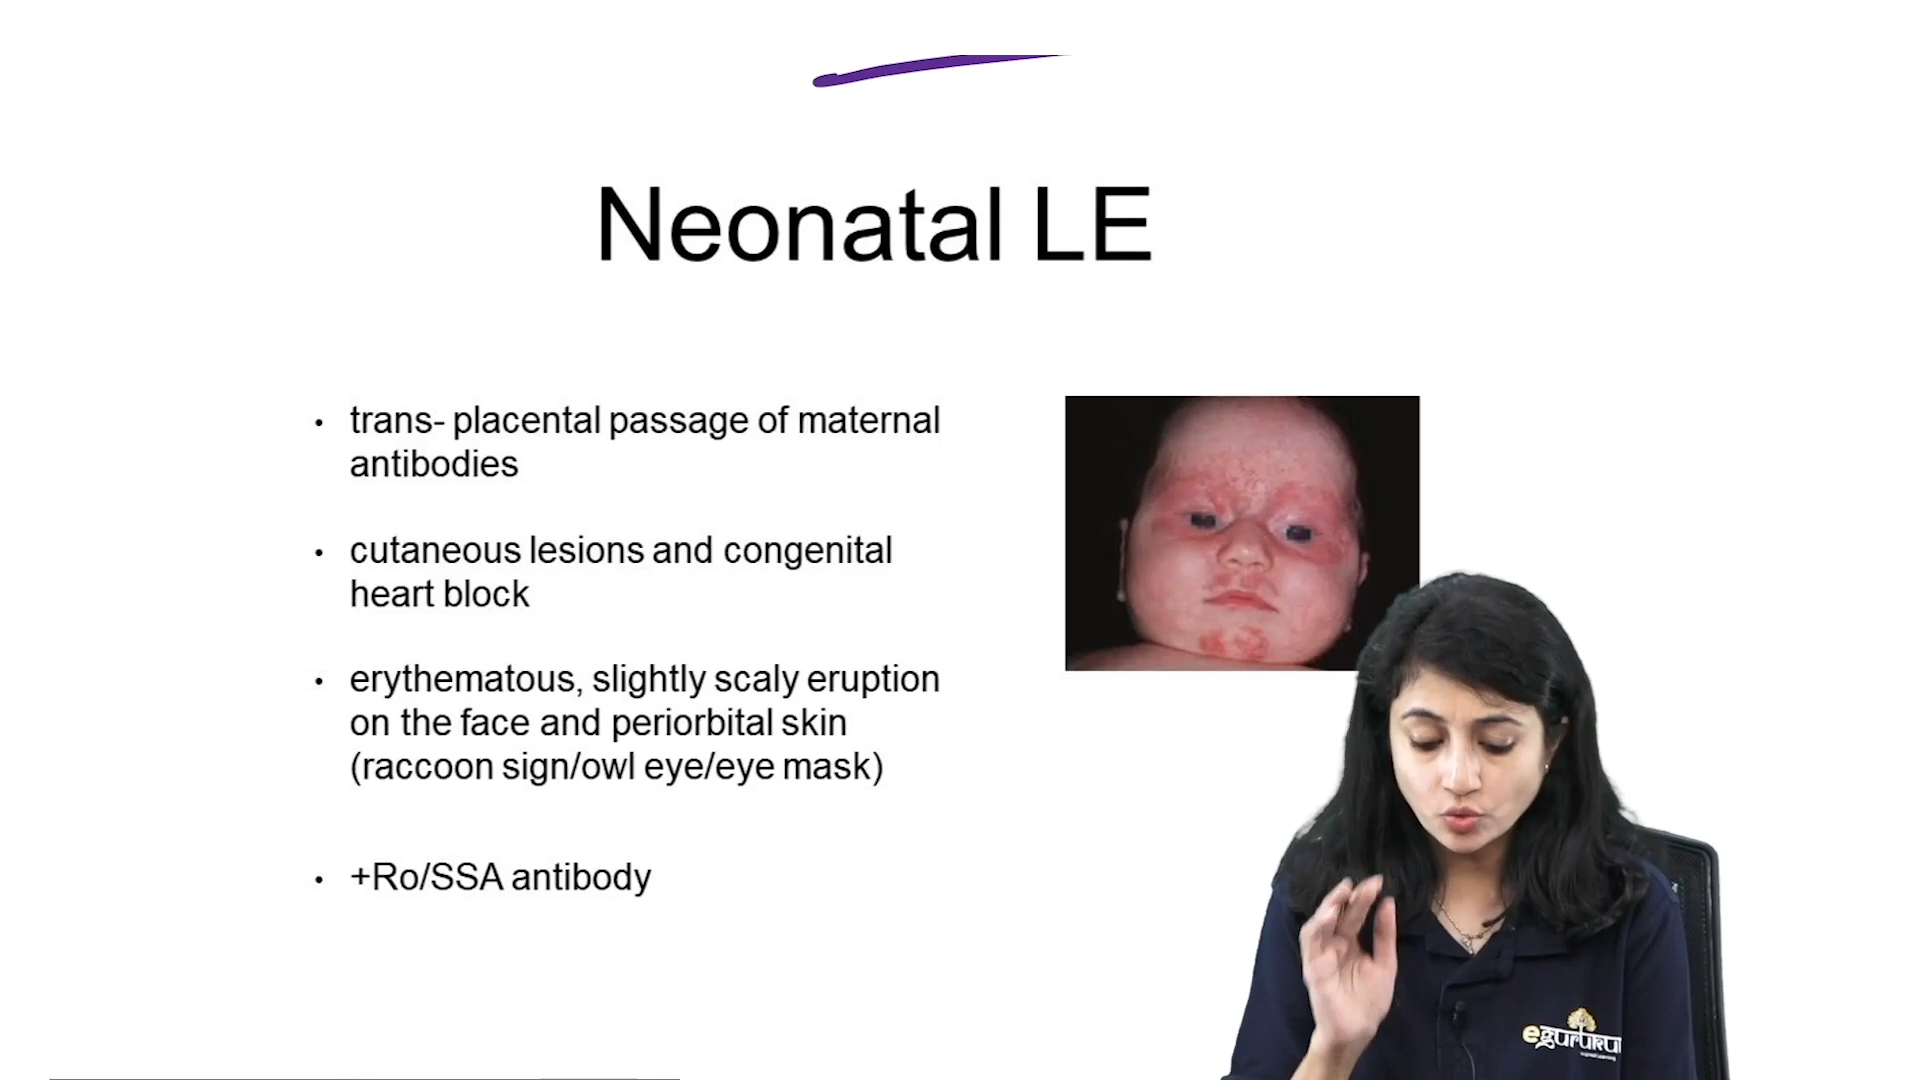 Neonatal LE
• trans- placental passage of maternal
antibodies
• cutaneous lesions and congenital
heart block
• erythematous, slightly scaly eruption
on the face and periorbital skin
(raccoon sign/owl eye/eye mask)
• +Ro/SSA antibody
egurukul